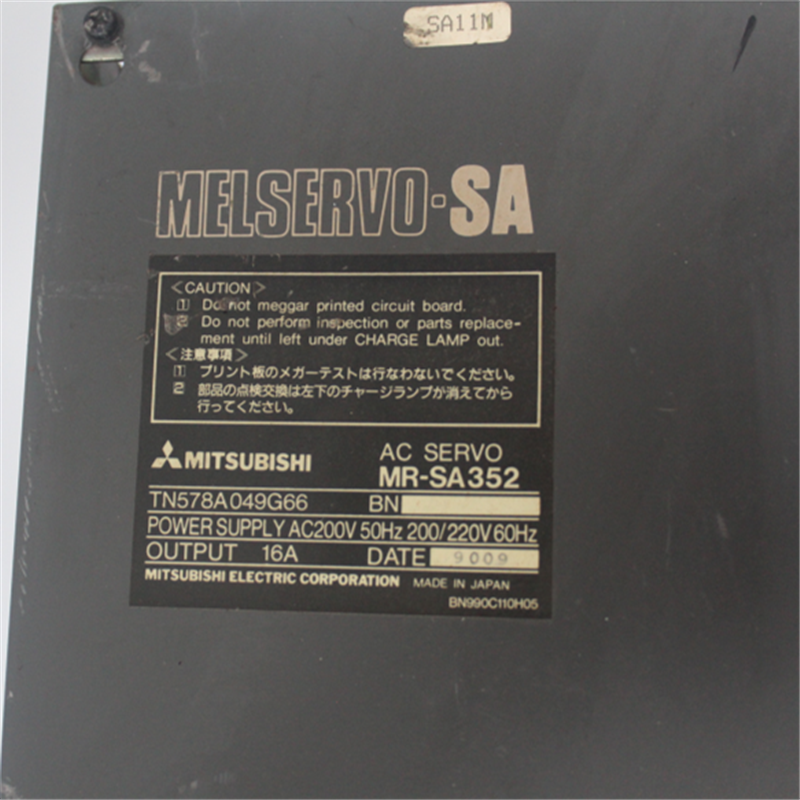 SA11M
MELSERVO-SA
<CAUTION>
1 Do not meggar printed circuit board.
2 Do not perform inspection or parts replace-
ment until left under CHARGE LAMP out.
<注意事項>
1 プリント板のメガーテストは行なわないでください。
2 部品の点検交換は左下のチャージランプが消えてから
行ってください。
MITSUBISHI
AC SERVO
MR-SA352
TN578A049G66 BN
POWER SUPPLY AC200V 50Hz 200/220V 60Hz
OUTPUT 16A DATE 9009
MITSUBISHI ELECTRIC CORPORATION MADE IN JAPAN
BN990C110H05